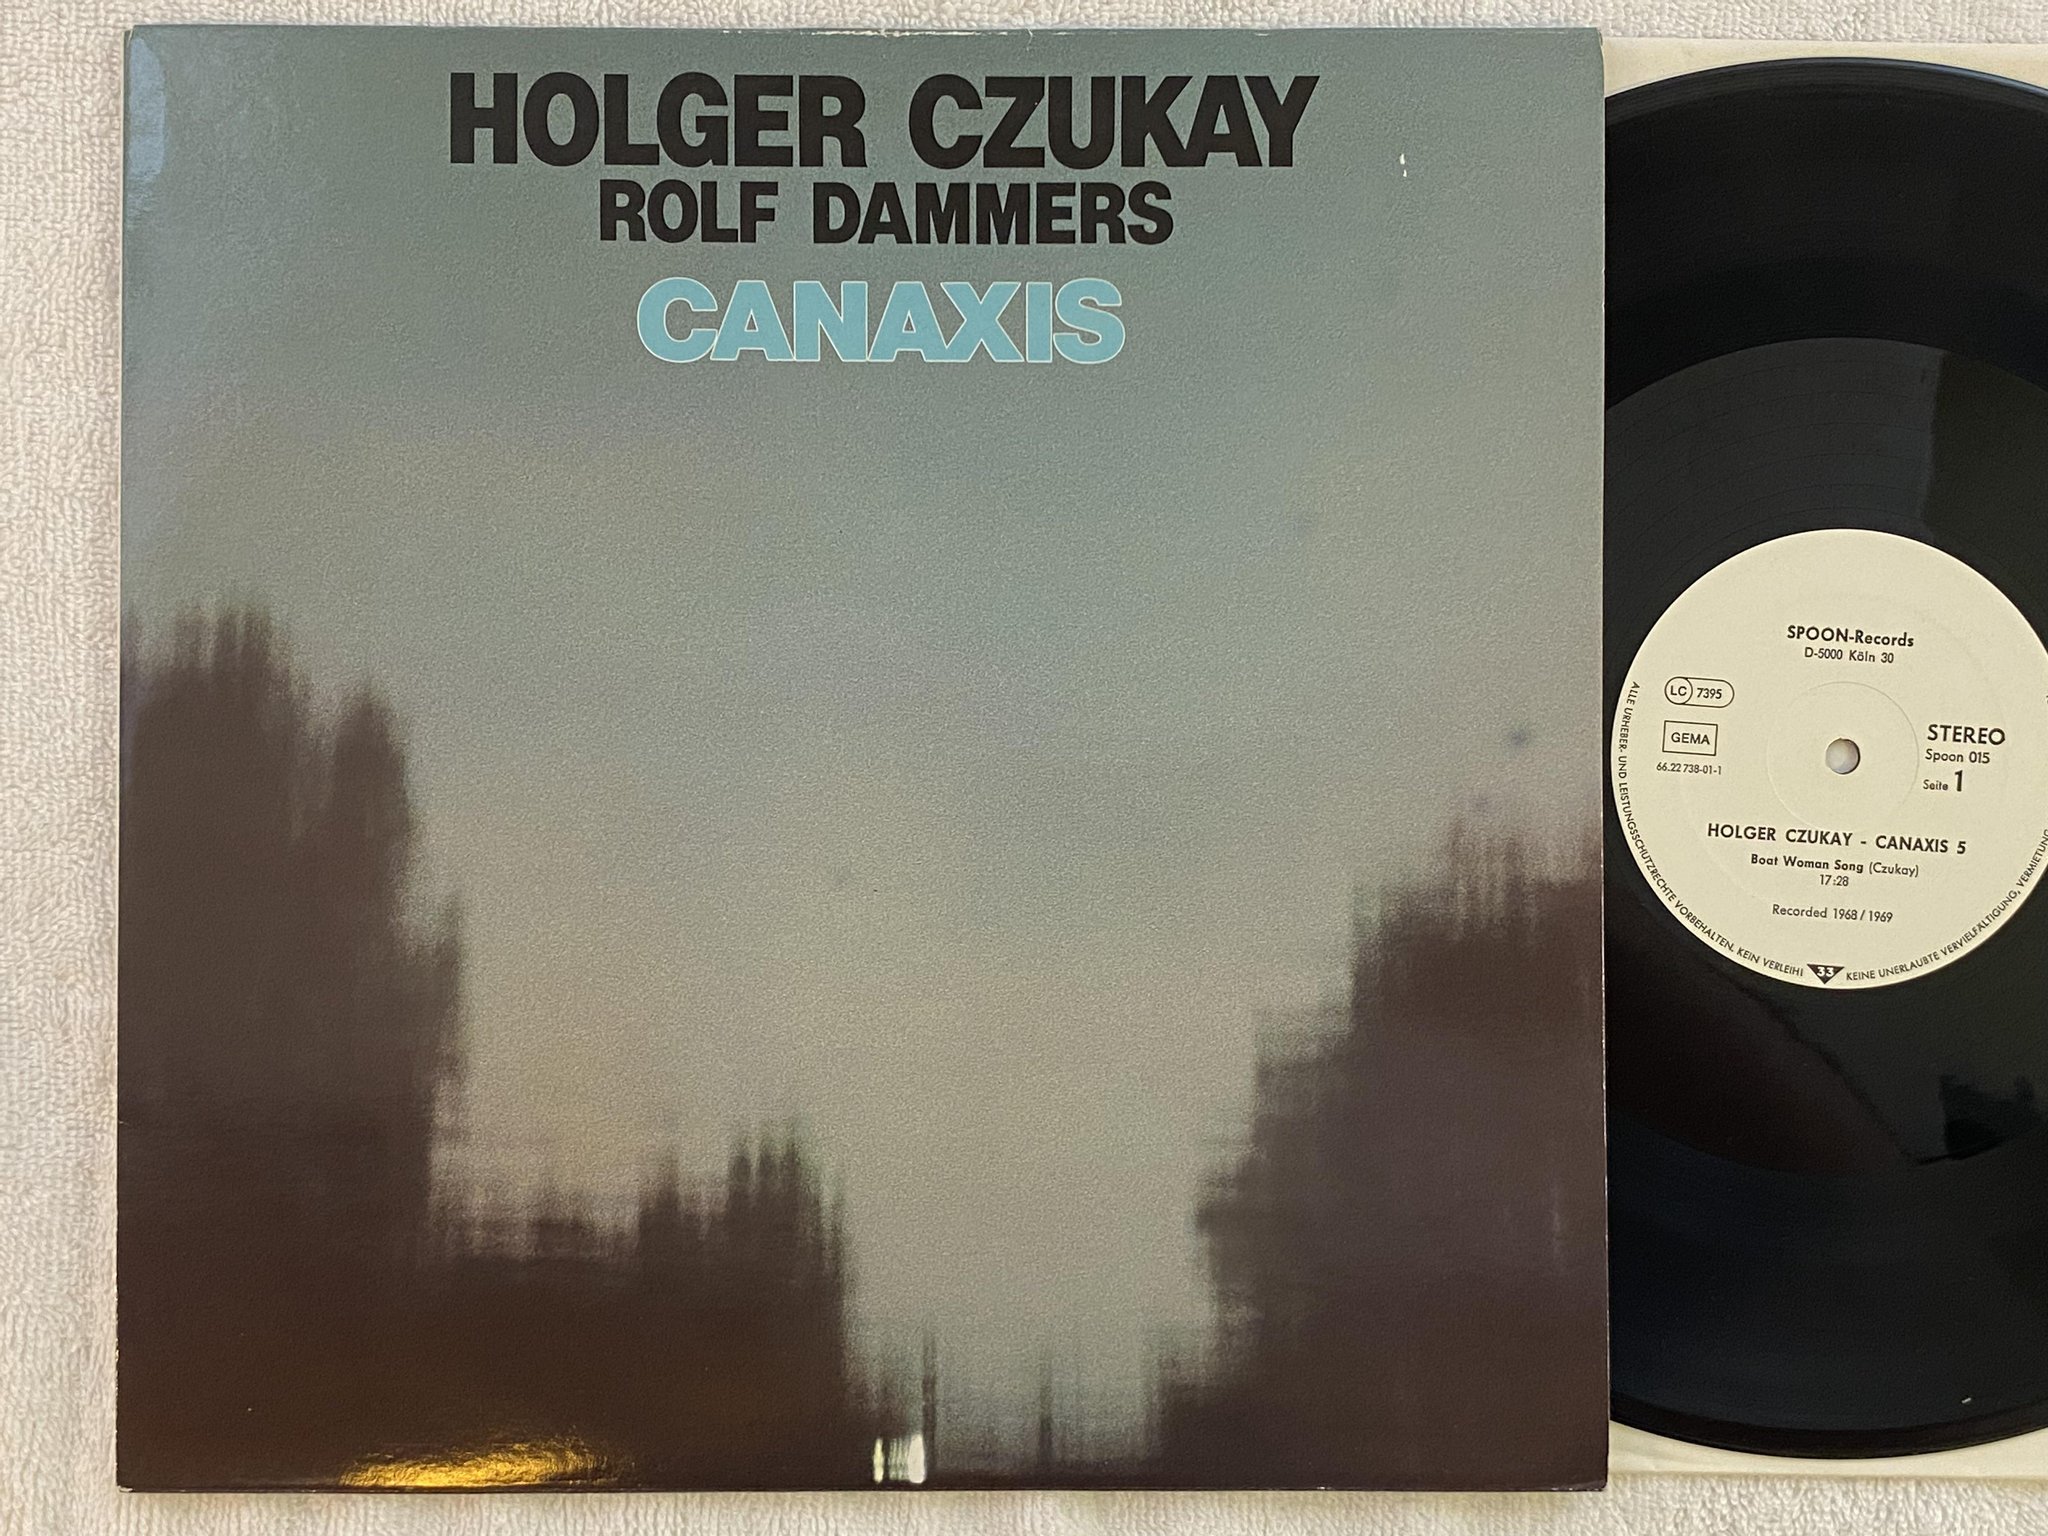 HOLGER CZUKAY
ROLF DAMMERS
CANAXIS
SPOON-Records
D-5000 Köln 30
LC 7395
GEMA
66.22 738-01-1
STEREO
Spoon 015
Seite 1
HOLGER CZUKAY - CANAXIS 5
Boat Woman Song (Czukay)
17:28
Recorded 1968/1969
ALLE URHEBER- UND LEISTUNGSSCHUTZRECHTE VORBEHALTEN. KEIN VERLEIH! 33 KEINE UNERLAUBTE VERVIELFÄLTIGUNG, VERMIETUNG